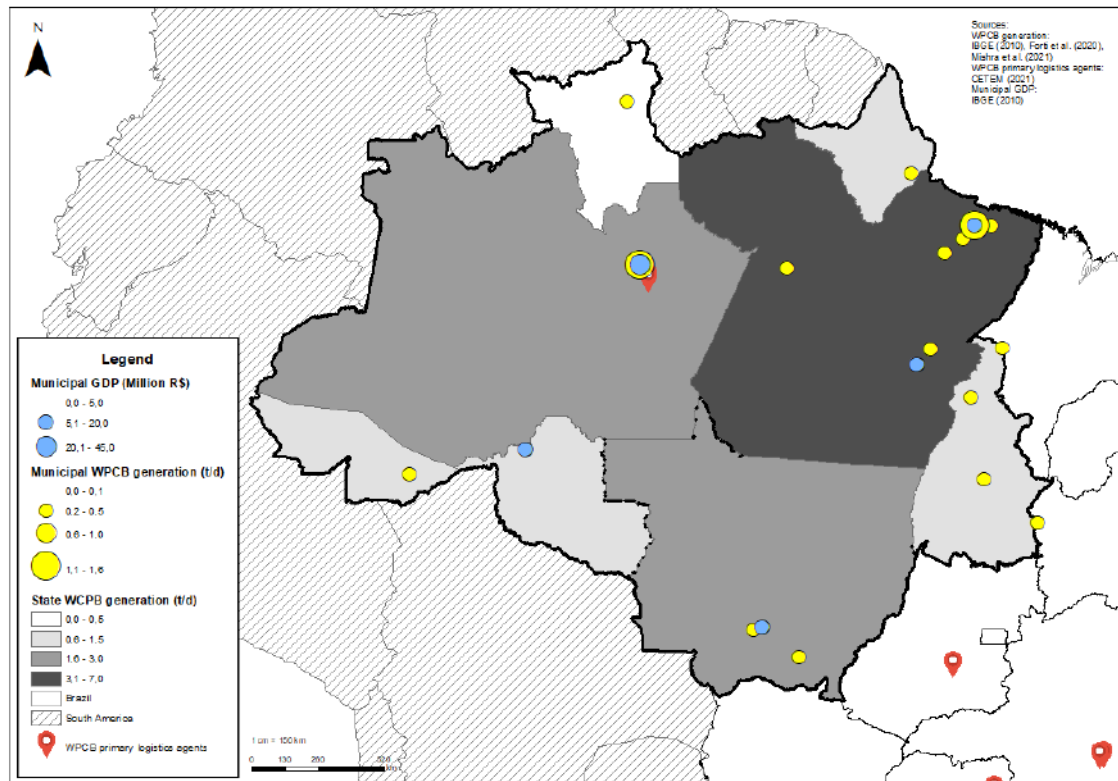 N
Sources:
WPCB generation:
IBGE (2010), Forti et al. (2020),
Mishra et al. (2021)
WPCB primary logistics agents:
CETEM (2021)
Municipal GDP:
IBGE (2010)
Legend
Municipal GDP (Million R$)
0,0 - 5,0
5,1 - 20,0
20,1 - 45,0
Municipal WPCB generation (t/d)
0,0 - 0,1
0,2 - 0,5
0,6 - 1,0
1,1 - 1,6
State WCPB generation (t/d)
0,0 - 0,5
0,6 - 1,5
1,6 - 3,0
3,1 - 7,0
Brazil
South America
WPCB primary logistics agents
1 cm = 150 km
0 130 260 520
km